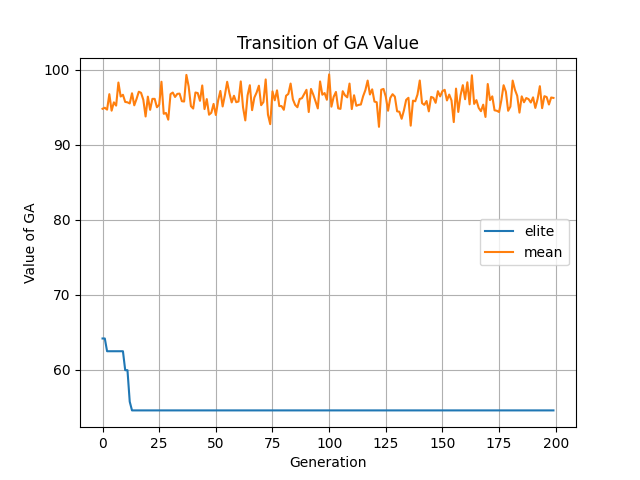 Transition of GA Value
100
90
80
70
60
Value of GA
elite
mean
0 25 50 75 100 125 150 175 200
Generation